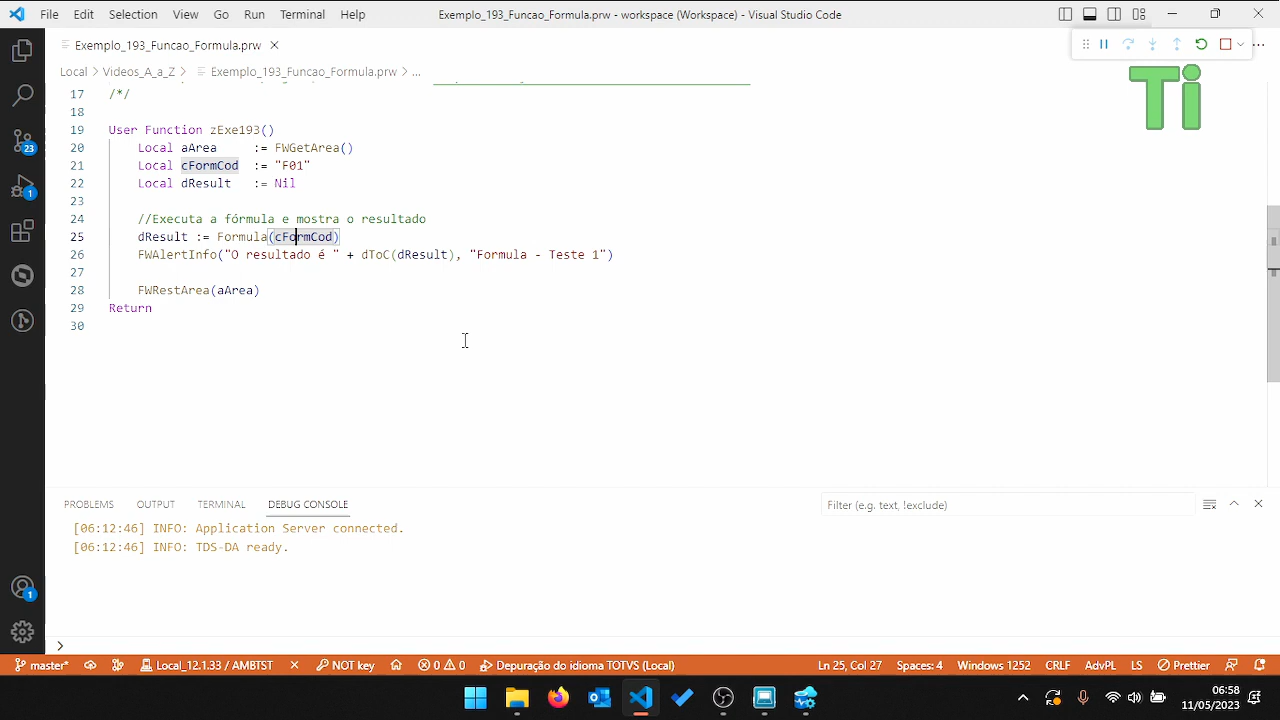 File Edit Selection View Go Run Terminal Help Exemplo_193_Funcao_Formula.prw - workspace (Workspace) - Visual Studio Code
Exemplo_193_Funcao_Formula.prw
Local > Videos_A_a_Z > Exemplo_193_Funcao_Formula.prw > ...
Ti
17 /*/
18
19 User Function zExe193()
20 Local aArea := FWGetArea()
21 Local cFormCod := "F01"
22 Local dResult := Nil
23
24 //Executa a fórmula e mostra o resultado
25 dResult := Formula(cFormCod)
26 FWAlertInfo("O resultado é " + dToC(dResult), "Formula - Teste 1")
27
28 FWRestArea(aArea)
29 Return
30
23
1
PROBLEMS OUTPUT TERMINAL DEBUG CONSOLE Filter (e.g. text, !exclude)
[06:12:46] INFO: Application Server connected.
[06:12:46] INFO: TDS-DA ready.
1
>
master* Local_12.1.33 / AMBTST NOT key 0 0 Depuração do idioma TOTVS (Local) Ln 25, Col 27 Spaces: 4 Windows 1252 CRLF AdvPL LS Prettier
06:58
11/05/2023